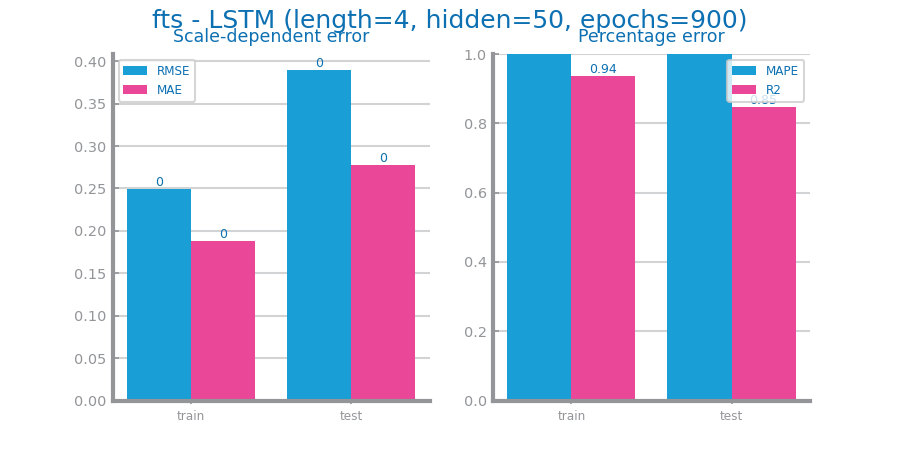 fts - LSTM (length=4, hidden=50, epochs=900)
Scale-dependent error
0.40
0.35
0.30
0.25
0.20
0.15
0.10
0.05
0.00
RMSE
MAE
0
0
0
0
train
test
Percentage error
1.0
0.8
0.6
0.4
0.2
0.0
MAPE
R2
0.94
0.85
train
test